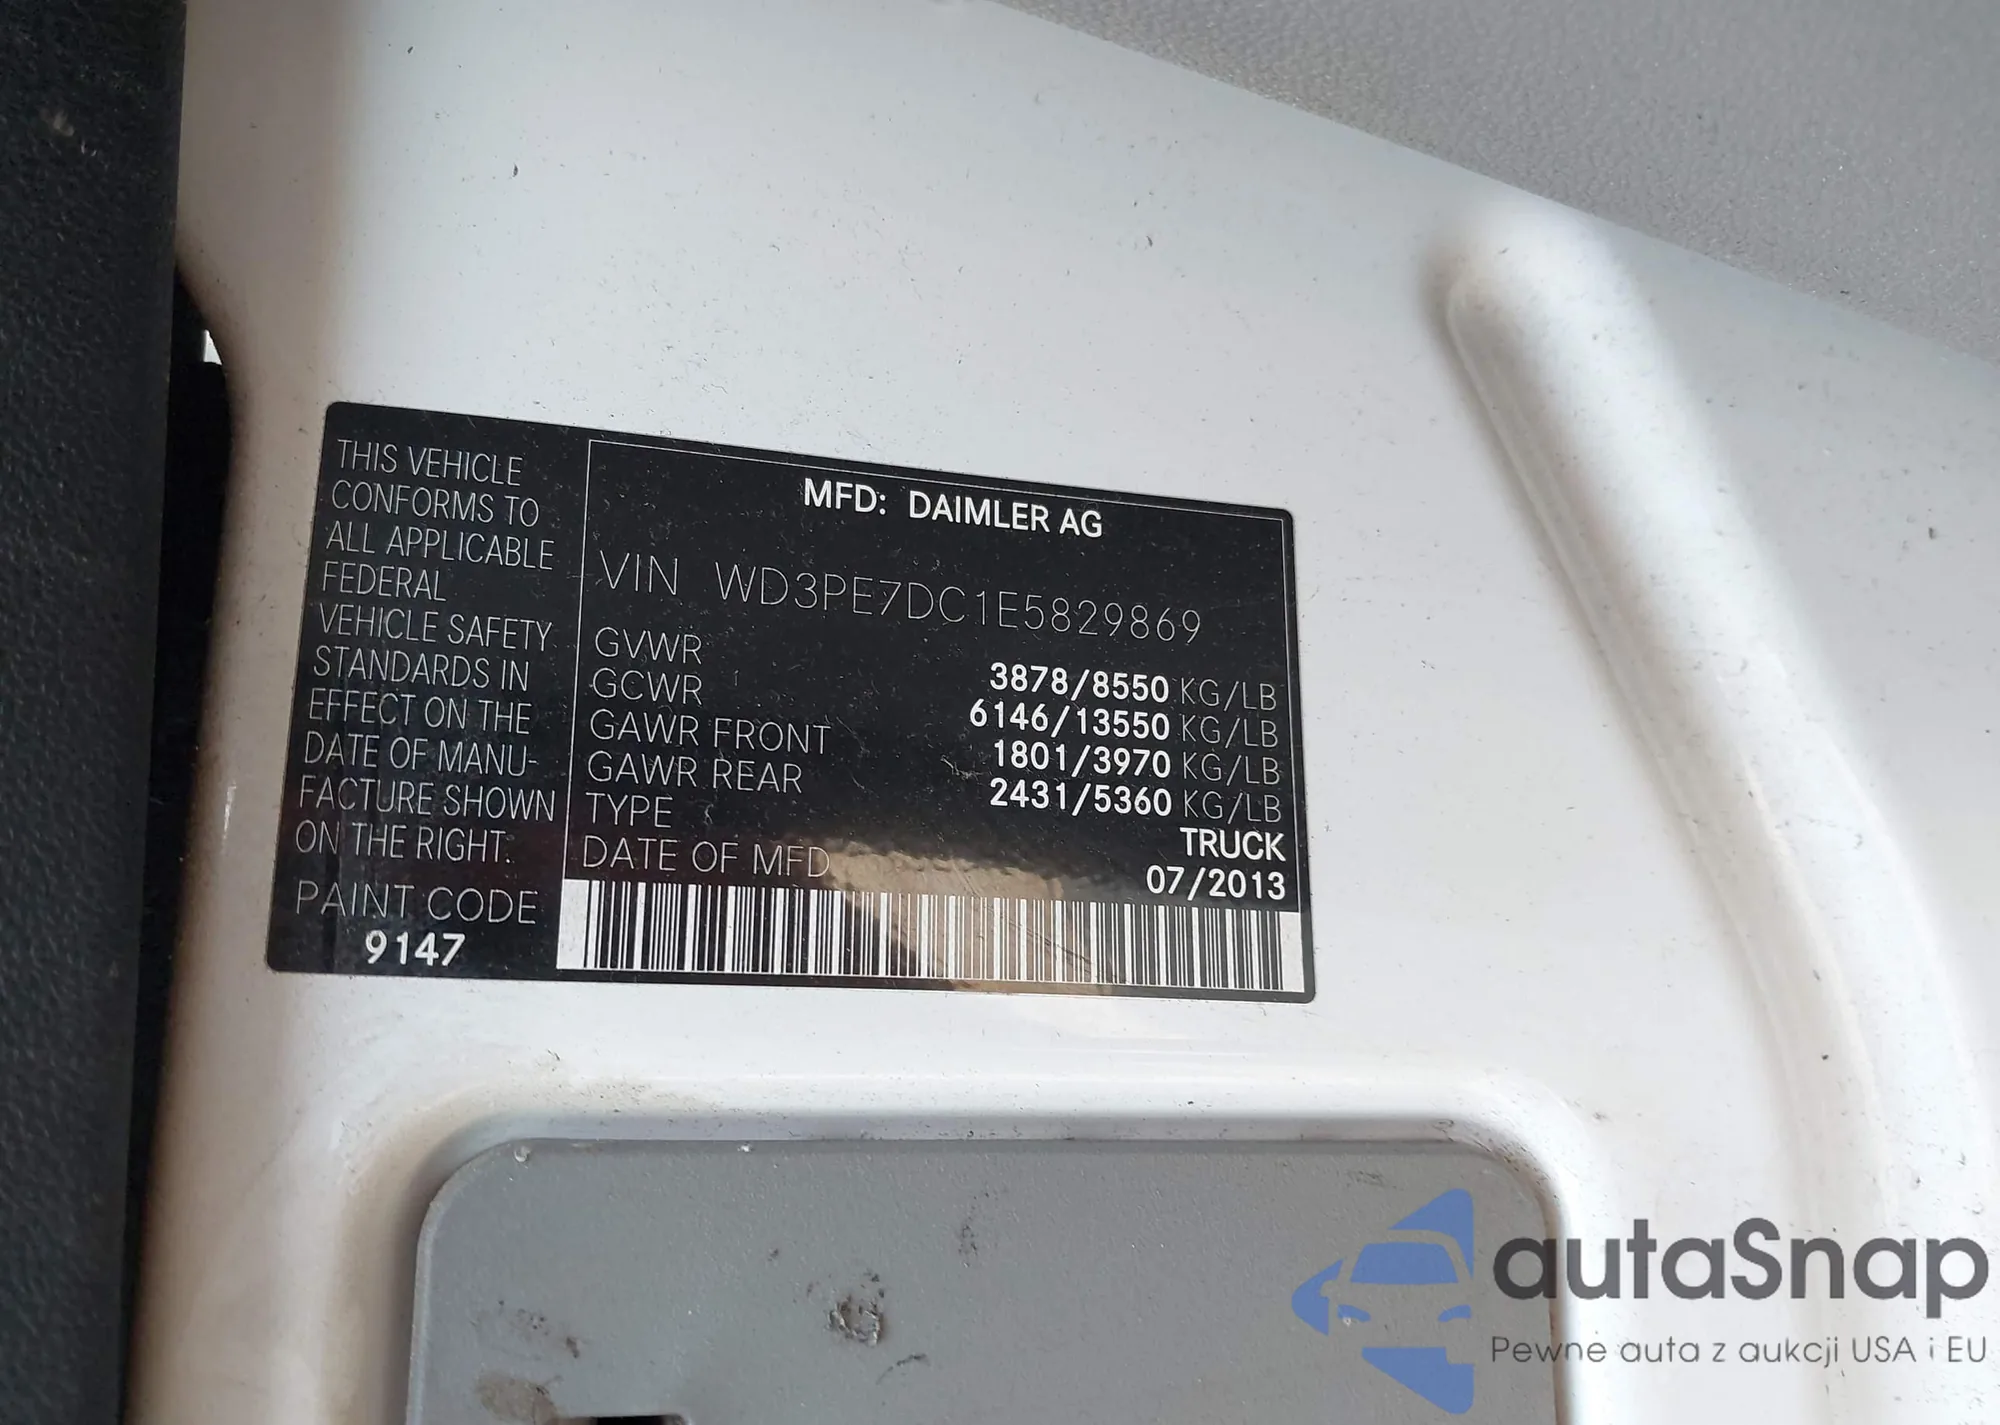 THIS VEHICLE
CONFORMS TO
ALL APPLICABLE
FEDERAL
VEHICLE SAFETY
STANDARDS IN
EFFECT ON THE
DATE OF MANU-
FACTURE SHOWN
ON THE RIGHT.
PAINT CODE
9147
MFD: DAIMLER AG
VIN WD3PE7DC1E5829869
GVWR 3878/8550 KG/LB
GCWR 6146/13550 KG/LB
GAWR FRONT 1801/3970 KG/LB
GAWR REAR 2431/5360 KG/LB
TYPE TRUCK
DATE OF MFD 07/2013
autaSnap
Pewne auta z aukcji USA i EU